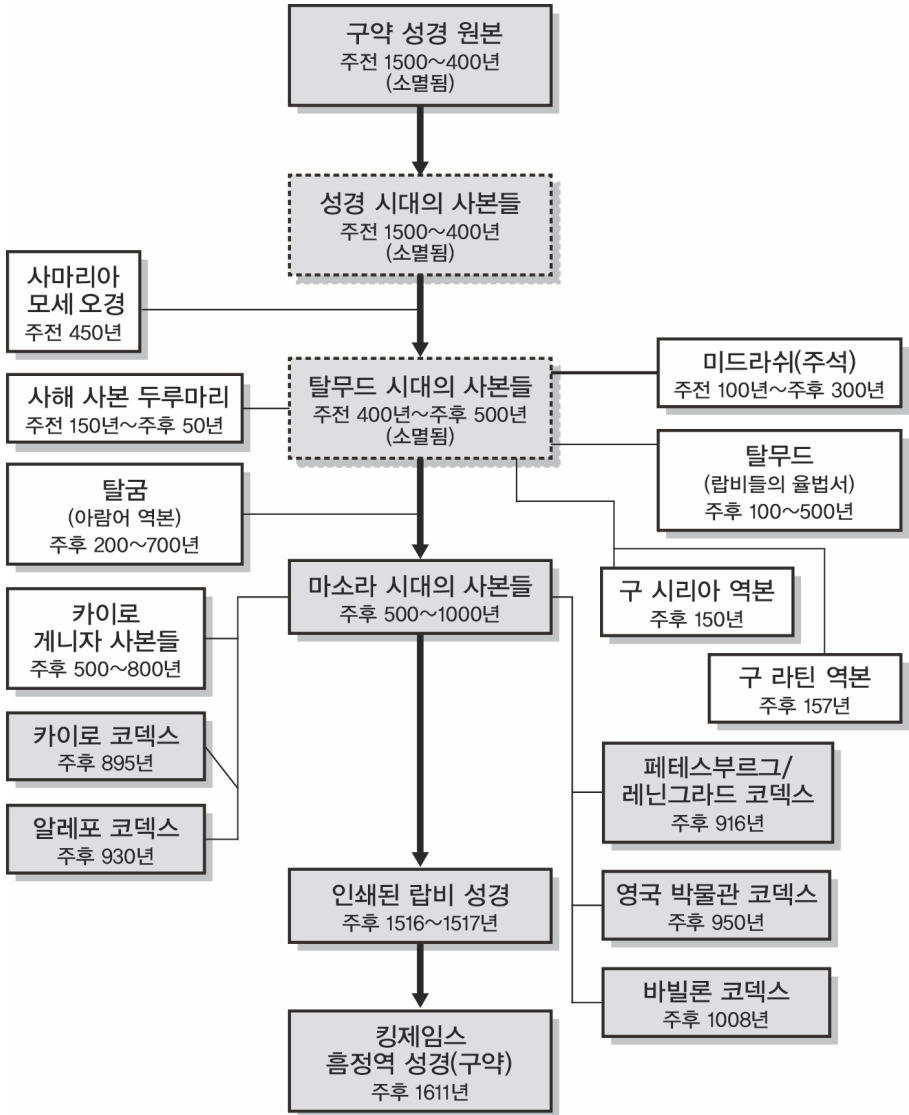 구약 성경 원본
주전 1500~400년
(소멸됨)
성경 시대의 사본들
주전 1500~400년
(소멸됨)
사마리아
모세 오경
주전 450년
탈무드 시대의 사본들
주전 400년~주후 500년
(소멸됨)
미드라쉬(주석)
주전 100년~주후 300년
사해 사본 두루마리
주전 150년~주후 50년
탈무드
(랍비들의 율법서)
주후 100~500년
탈굼
(아람어 역본)
주후 200~700년
마소라 시대의 사본들
주후 500~1000년
구 시리아 역본
주후 150년
카이로
게니자 사본들
주후 500~800년
구 라틴 역본
주후 157년
카이로 코덱스
주후 895년
페테스부르그/
레닌그라드 코덱스
주후 916년
알레포 코덱스
주후 930년
인쇄된 랍비 성경
주후 1516~1517년
영국 박물관 코덱스
주후 950년
바빌론 코덱스
주후 1008년
킹제임스
흠정역 성경(구약)
주후 1611년